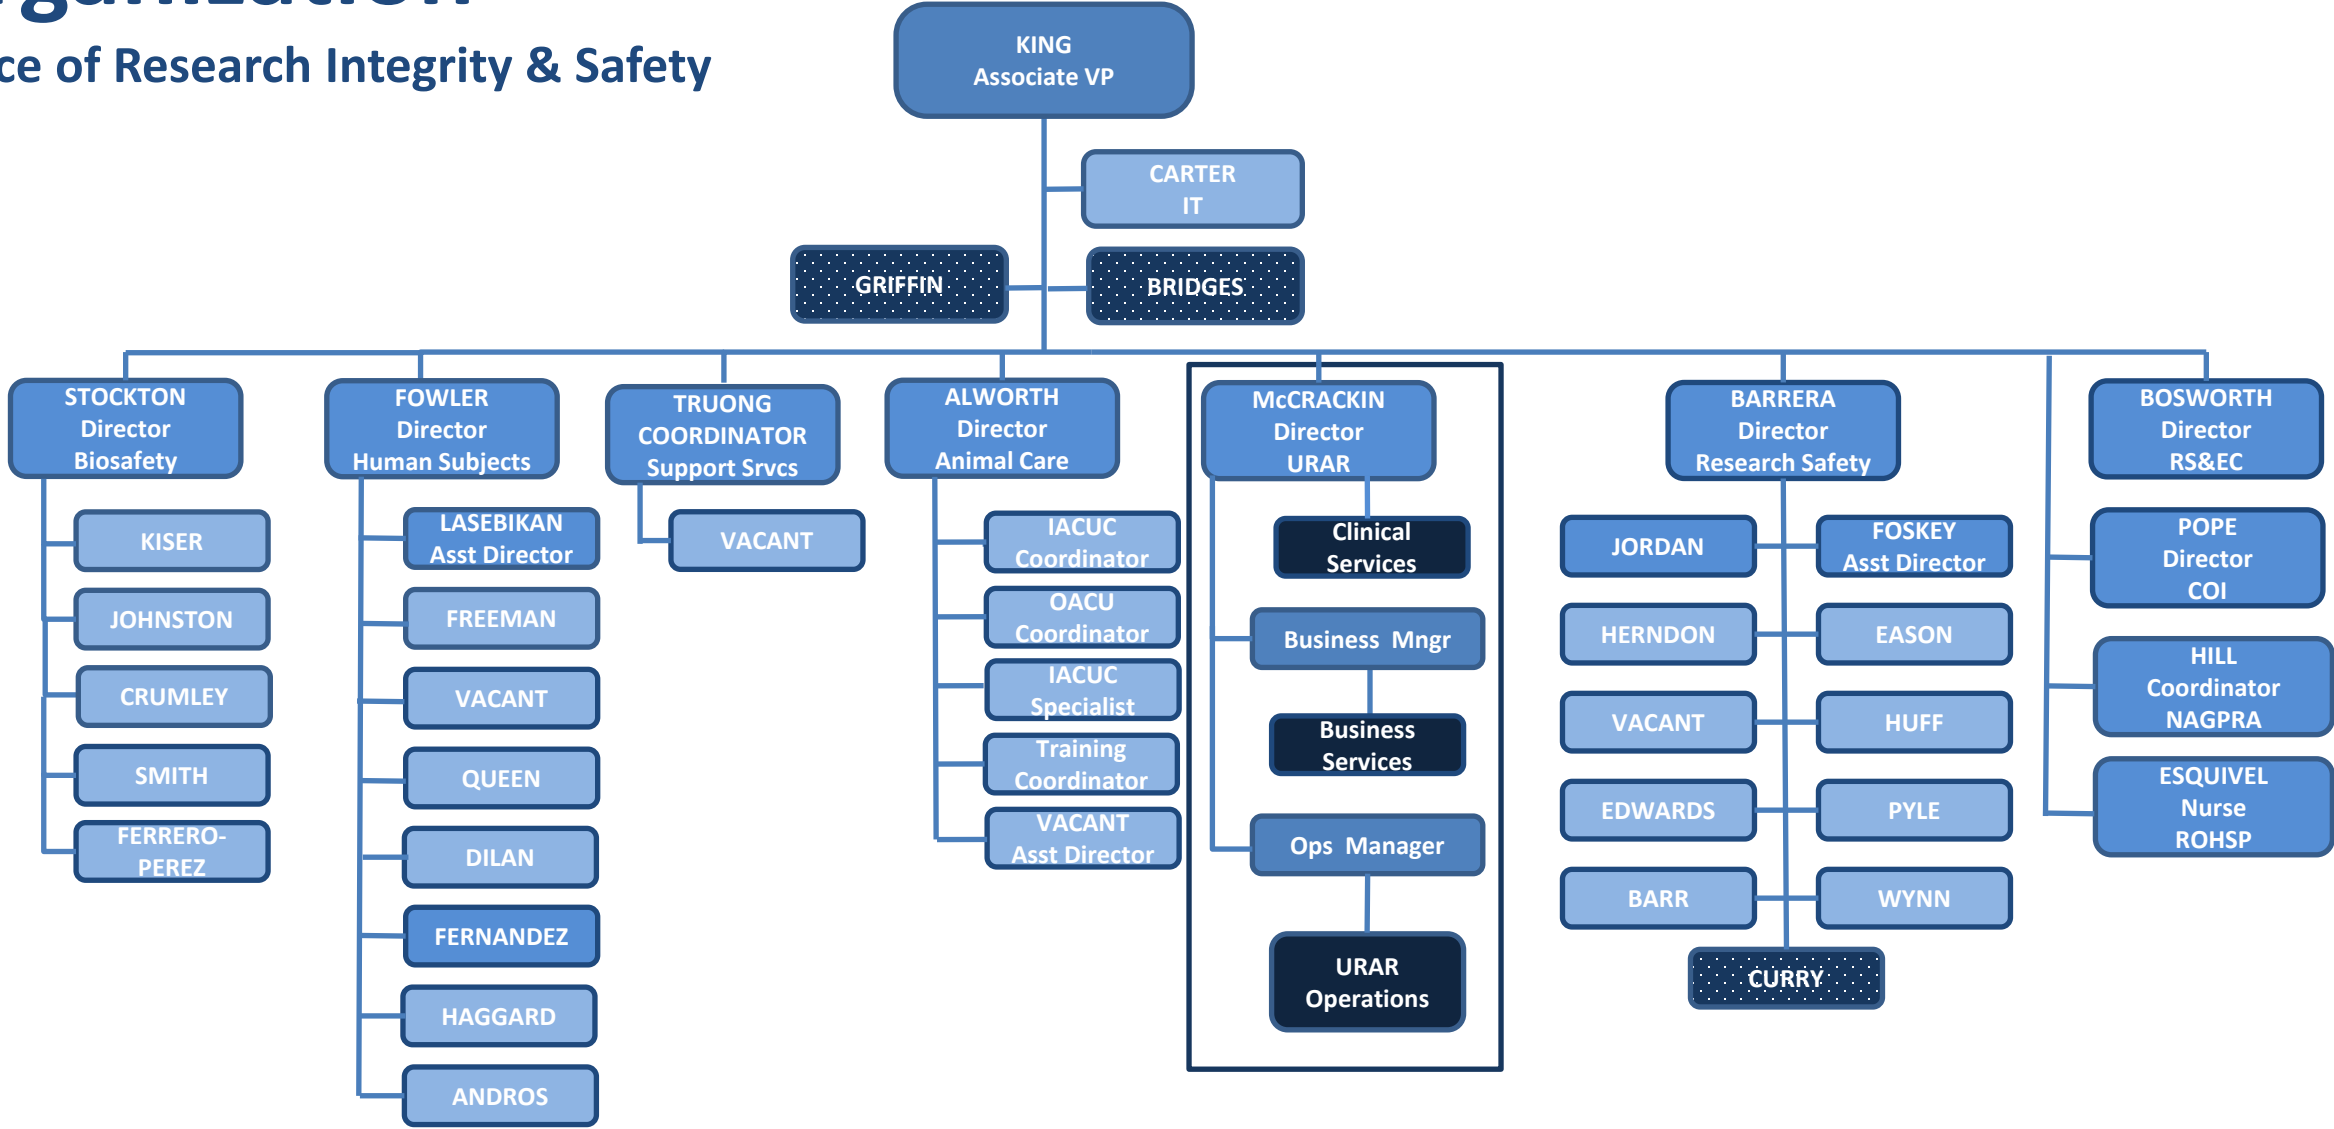 ce of Research Integrity & Safety
KING
Associate VP
CARTER
IT
GRIFFIN
BRIDGES
STOCKTON
Director
Biosafety
KISER
JOHNSTON
CRUMLEY
SMITH
FERRERO-
PEREZ
FOWLER
Director
Human Subjects
LASEBIKAN
Asst Director
FREEMAN
VACANT
QUEEN
DILAN
FERNANDEZ
HAGGARD
ANDROS
TRUONG
COORDINATOR
Support Srvcs
VACANT
ALWORTH
Director
Animal Care
IACUC
Coordinator
OACU
Coordinator
IACUC
Specialist
Training
Coordinator
VACANT
Asst Director
McCRACKIN
Director
URAR
Clinical
Services
Business Mngr
Business
Services
Ops Manager
URAR
Operations
BARRERA
Director
Research Safety
JORDAN
FOSKEY
Asst Director
HERNDON
EASON
VACANT
HUFF
EDWARDS
PYLE
BARR
WYNN
CURRY
BOSWORTH
Director
RS&EC
POPE
Director
COI
HILL
Coordinator
NAGPRA
ESQUIVEL
Nurse
ROHSP